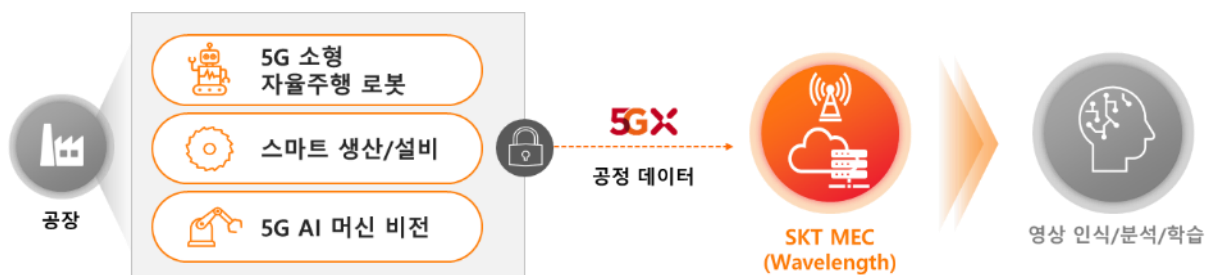 공장
5G 소형
자율주행 로봇
스마트 생산/설비
5G AI 머신 비전
5GX
공정 데이터
SKT MEC
(Wavelength)
영상 인식/분석/학습